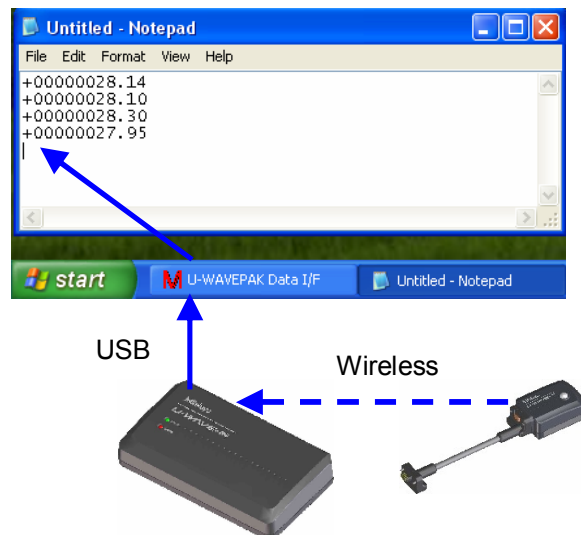 Untitled - Notepad
File Edit Format View Help
+00000028.14
+00000028.10
+00000028.30
+00000027.95
start
U-WAVEPAK Data I/F
Untitled - Notepad
USB
Wireless